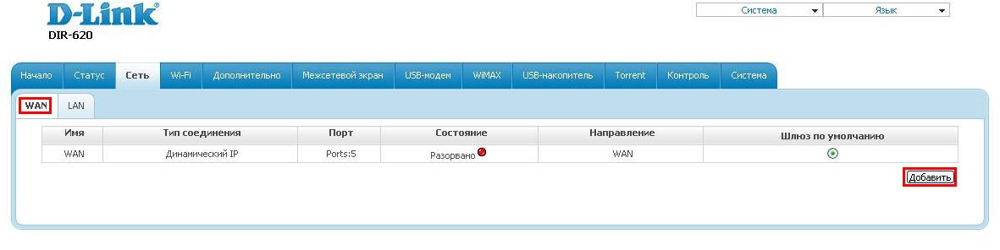 D-Link
DIR-620
Система Язык
Начало Статус Сеть Wi-Fi Дополнительно Межсетевой экран USB-модем WiMAX USB-накопитель Torrent Контроль Система
WAN LAN
Имя Тип соединения Порт Состояние Направление Шлюз по умолчанию
WAN Динамический IP Ports:5 Разорвано WAN
Добавить